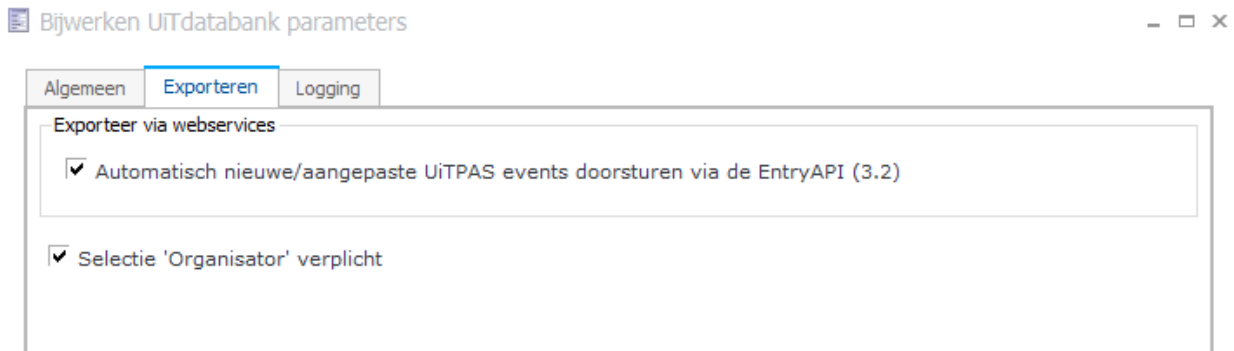 Bijwerken UiTdatabank parameters
Algemeen Exporteren Logging
Exporteer via webservices
Automatisch nieuwe/aangepaste UiTPAS events doorsturen via de EntryAPI (3.2)
Selectie 'Organisator' verplicht